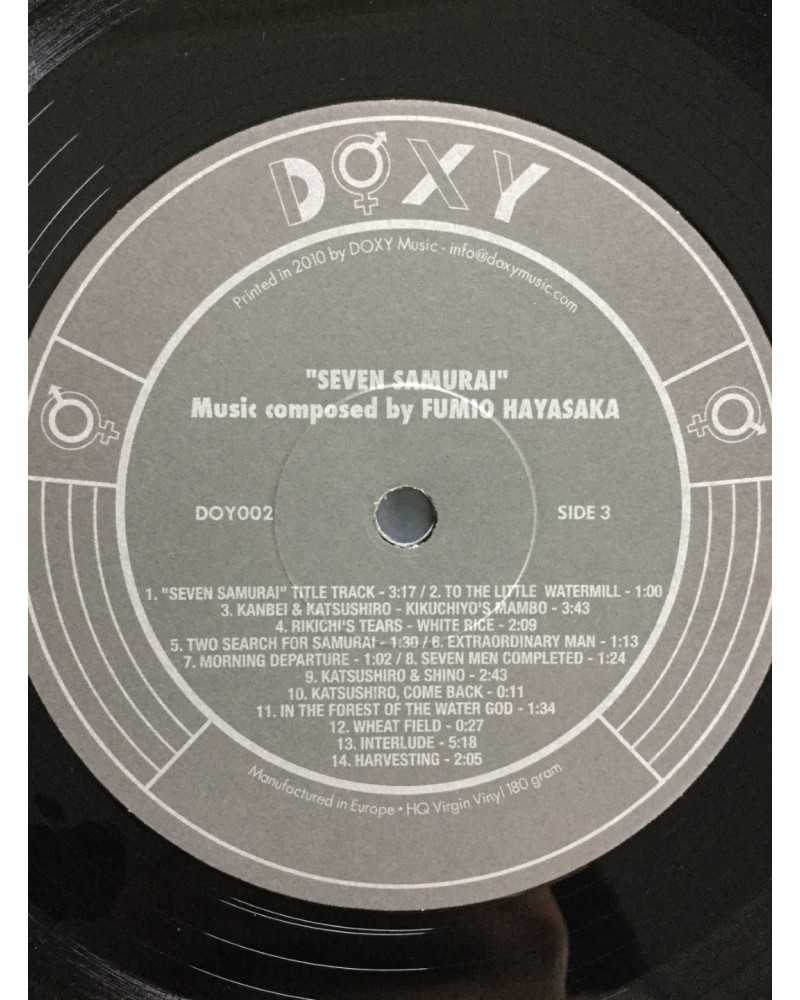 DOXY
Printed in 2010 by DOXY Music - info@doxymusic.com
"SEVEN SAMURAI"
Music composed by FUMIO HAYASAKA
DOY002 SIDE 3
1. "SEVEN SAMURAI" TITLE TRACK - 3:17 / 2. TO THE LITTLE WATERMILL - 1:00
3. KANBEI & KATSUSHIRO - KIKUCHIYO'S MAMBO - 3:43
4. RIKICHI'S TEARS - WHITE RICE - 2:09
5. TWO SEARCH FOR SAMURAI - 1:30 / 6. EXTRAORDINARY MAN - 1:13
7. MORNING DEPARTURE - 1:02 / 8. SEVEN MEN COMPLETED - 1:24
9. KATSUSHIRO & SHINO - 2:43
10. KATSUSHIRO, COME BACK - 0:11
11. IN THE FOREST OF THE WATER GOD - 1:34
12. WHEAT FIELD - 0:27
13. INTERLUDE - 5:18
14. HARVESTING - 2:05
Manufactured in Europe • HQ Virgin Vinyl 180 gram